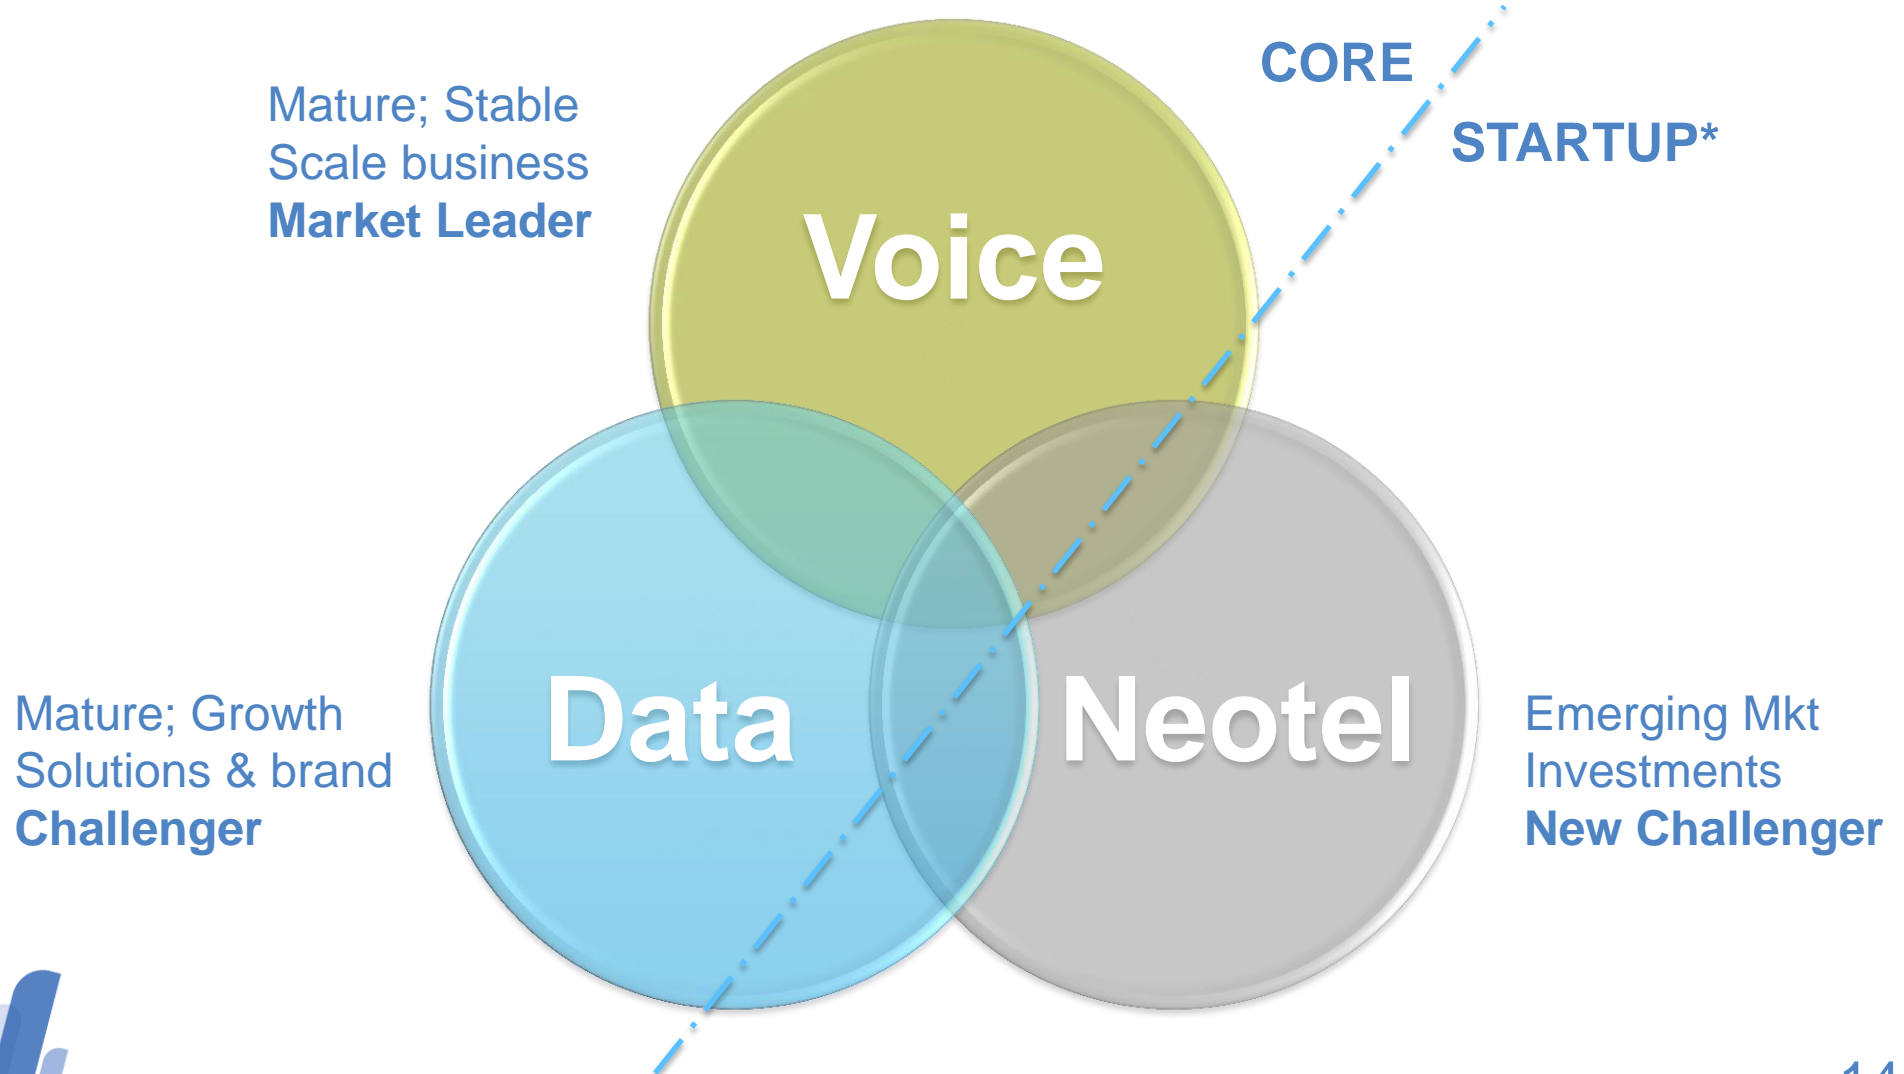 CORE
STARTUP*
Mature; Stable
Scale business
Market Leader
Voice
Data
Neotel
Mature; Growth
Solutions & brand
Challenger
Emerging Mkt
Investments
New Challenger
14